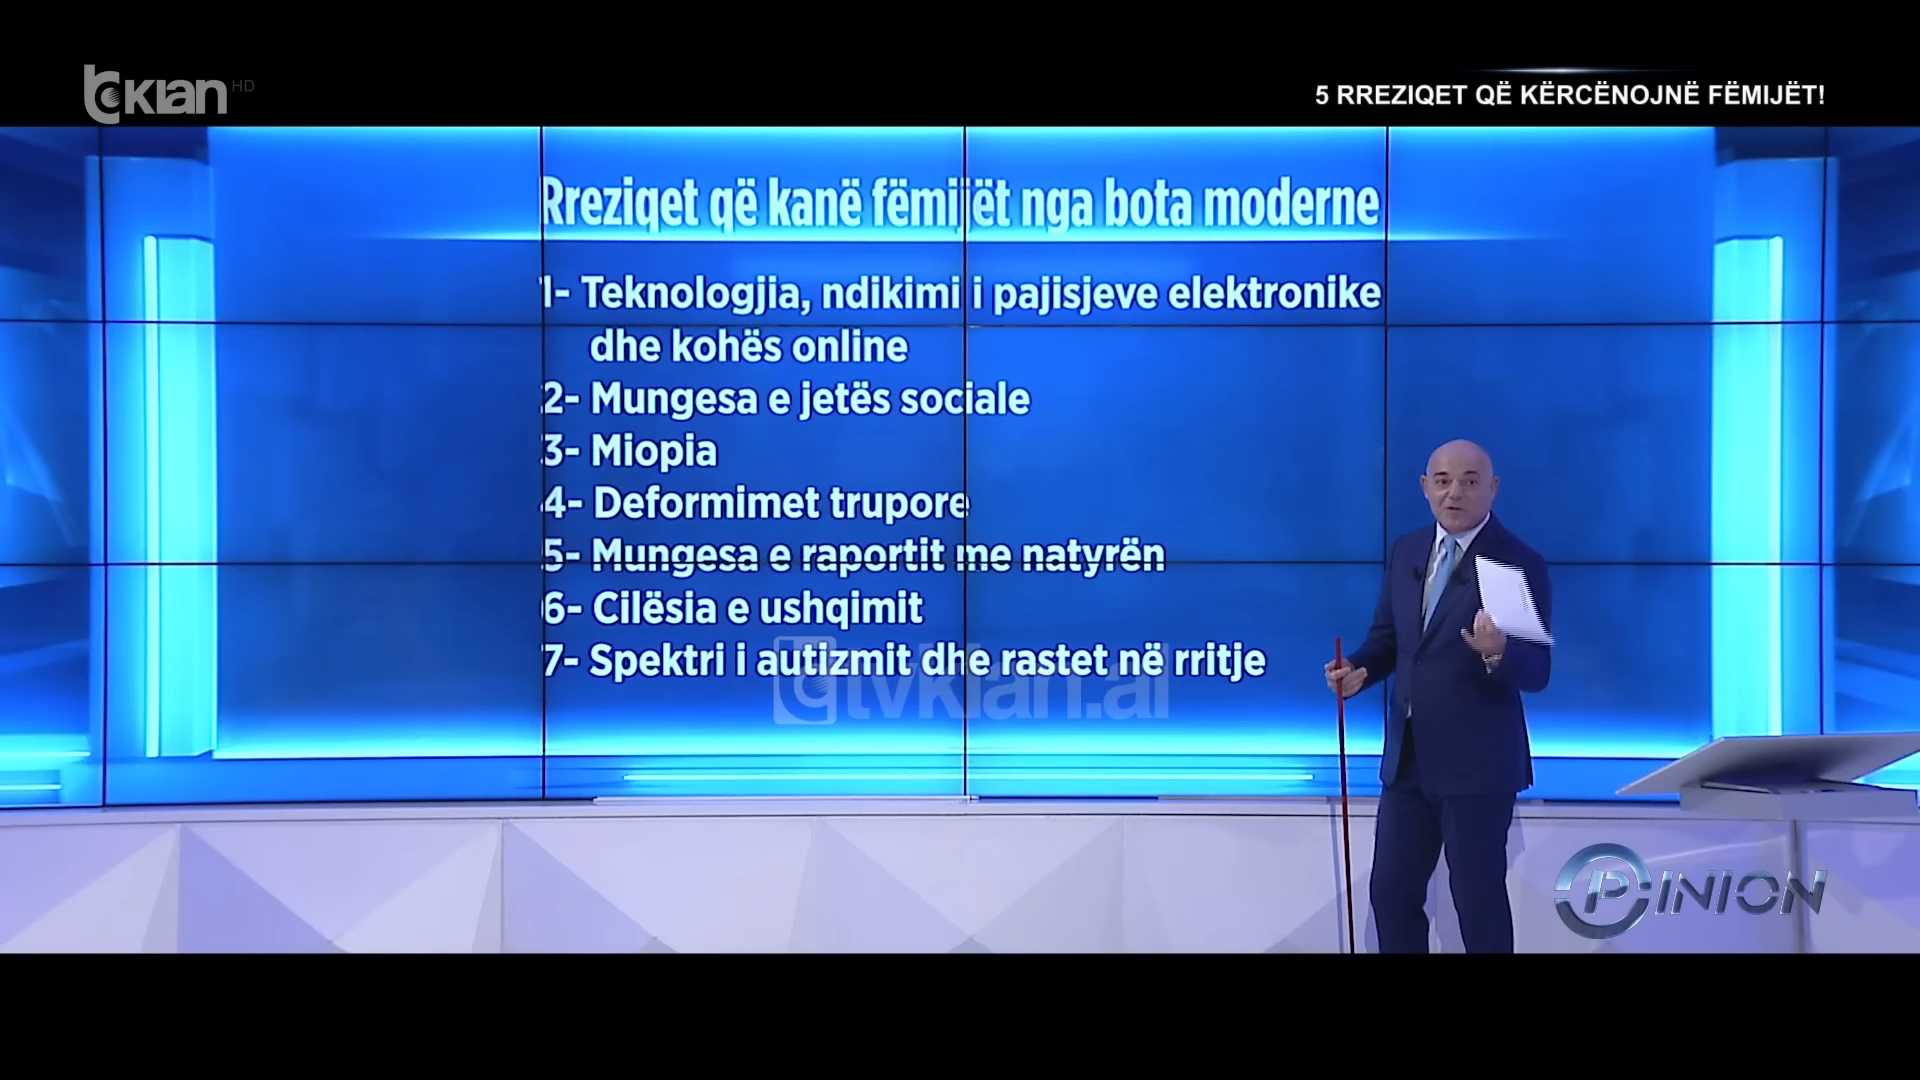 tvklan HD
5 RREZIQET QË KËRCËNOJNË FËMIJËT!
Rreziqet që kanë fëmijët nga bota moderne
1- Teknologjia, ndikimi i pajisjeve elektronike
dhe kohës online
2- Mungesa e jetës sociale
3- Miopia
4- Deformimet trupore
5- Mungesa e raportit me natyrën
6- Cilësia e ushqimit
7- Spektri i autizmit dhe rastet në rritje
tvklan.al
OPINION